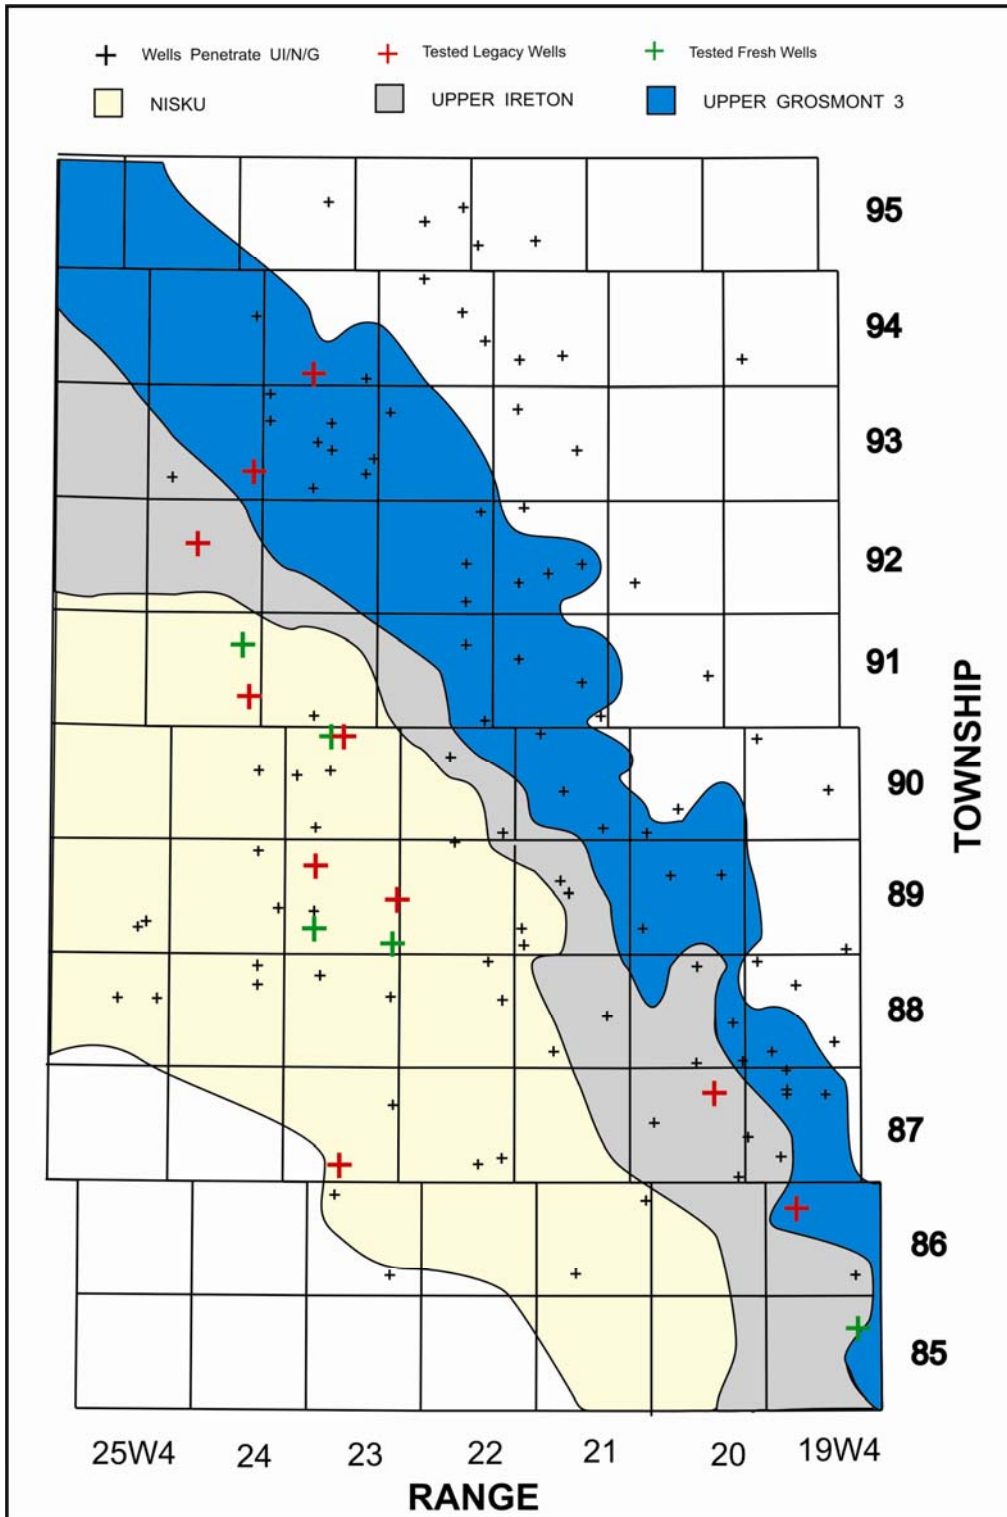 Wells Penetrate UI/N/G Tested Legacy Wells Tested Fresh Wells
NISKU UPPER IRETON UPPER GROSMONT 3
95
94
93
92
91
90
89
88
87
86
85
TOWNSHIP
25W4 24 23 22 21 20 19W4
RANGE